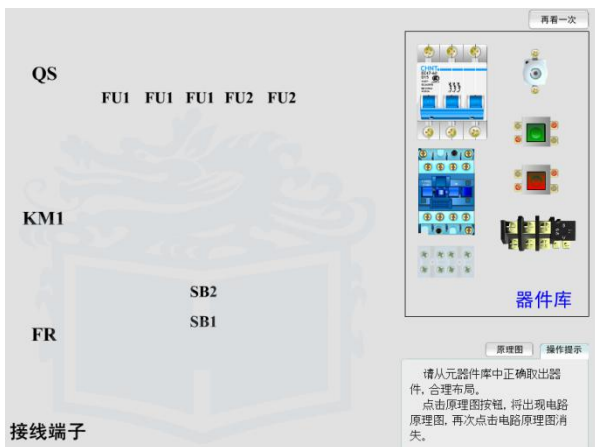 再看一次
QS
FU1 FU1 FU1 FU2 FU2
CHNT
KM1
SB2
SB1
器件库
FR
原理图 操作提示
请从元器件库中正确取出器
件，合理布局。
点击原理图按钮，将出现电路
原理图，再次点击电路原理图消
失。
接线端子